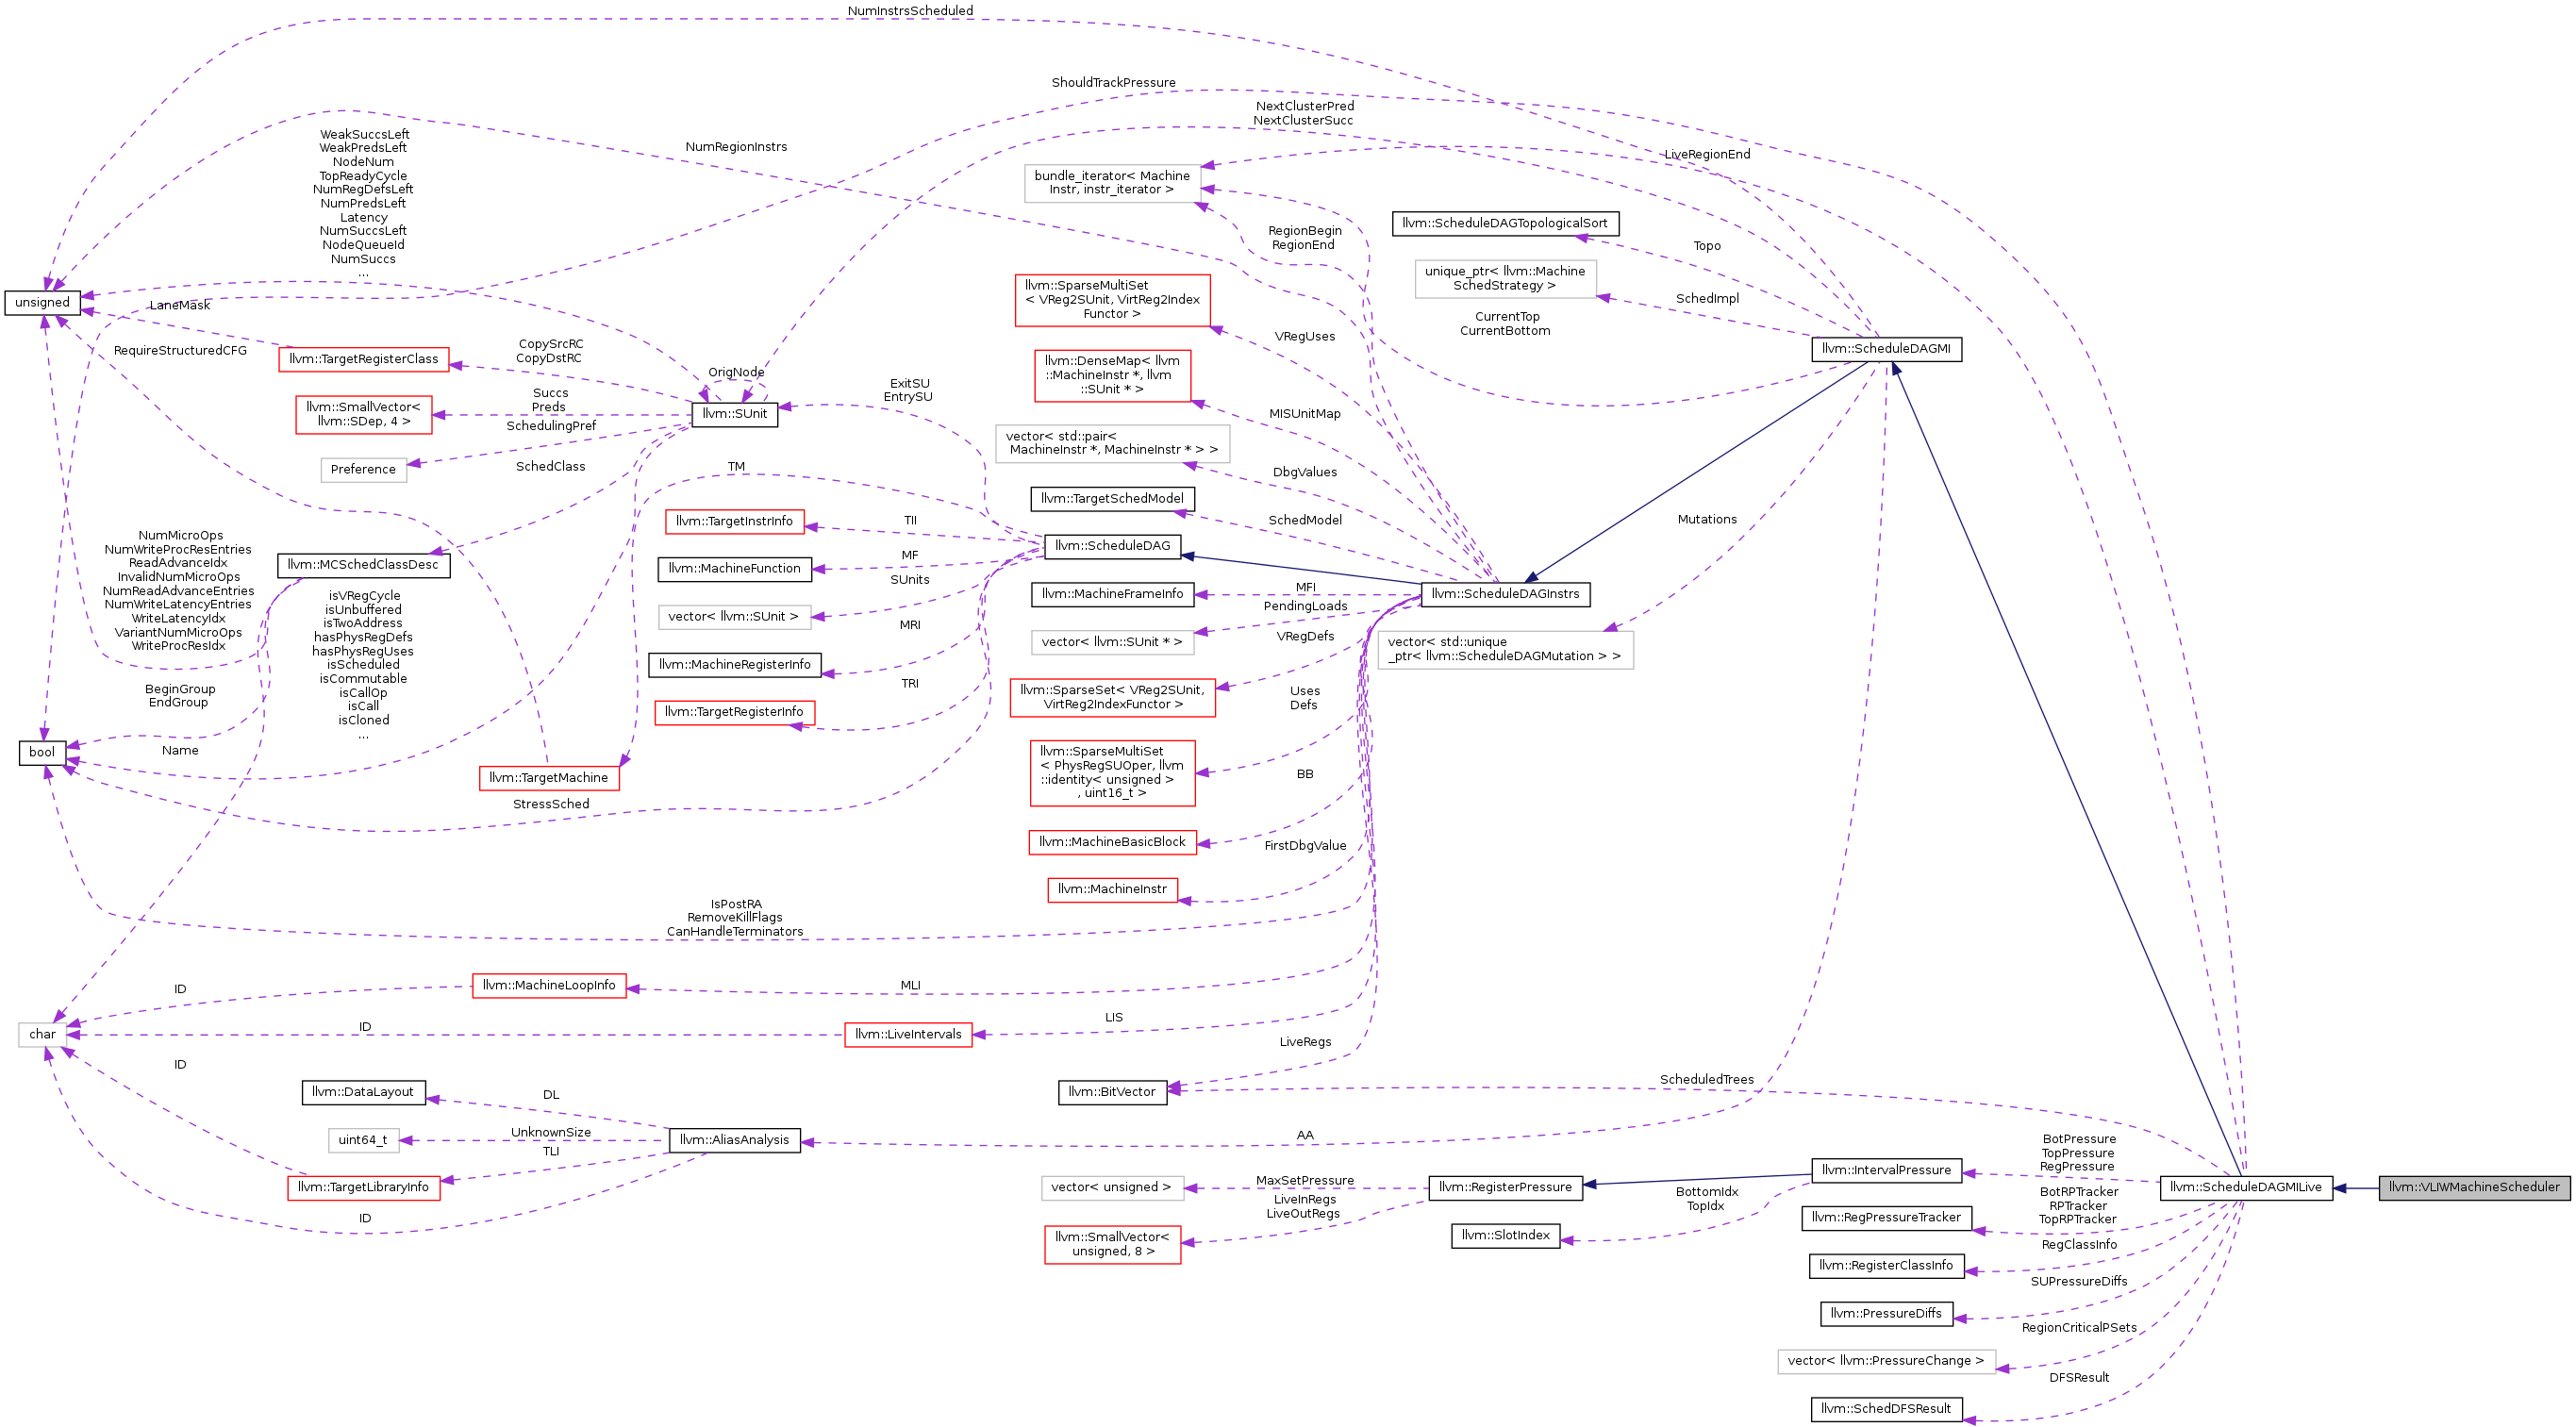 NumInstrsScheduled
ShouldTrackPressure
NextClusterPred
NextClusterSucc
WeakSuccsLeft
WeakPredsLeft
NodeNum
TopReadyCycle
NumRegDefsLeft
NumPredsLeft
Latency
NumSuccsLeft
NodeQueueId
NumSuccs
...
NumRegionInstrs
LiveRegionEnd
bundle_iterator< Machine
Instr, instr_iterator >
RegionBegin
RegionEnd
llvm::ScheduleDAGTopologicalSort
Topo
unique_ptr< llvm::Machine
SchedStrategy >
SchedImpl
CurrentTop
CurrentBottom
llvm::ScheduleDAGMI
unsigned
LaneMask
RequireStructuredCFG
llvm::TargetRegisterClass
CopySrcRC
CopyDstRC
OrigNode
llvm::SUnit
llvm::SmallVector<
llvm::SDep, 4 >
Succs
Preds
SchedulingPref
Preference
SchedClass
ExitSU
EntrySU
llvm::SparseMultiSet
< VReg2SUnit, VirtReg2Index
Functor >
VRegUses
llvm::DenseMap< llvm
::MachineInstr *, llvm
::SUnit * >
MISUnitMap
vector< std::pair<
MachineInstr *, MachineInstr * > >
DbgValues
llvm::TargetSchedModel
SchedModel
TM
llvm::TargetInstrInfo
TII
llvm::ScheduleDAG
MF
llvm::MachineFunction
SUnits
vector< llvm::SUnit >
MRI
llvm::MachineRegisterInfo
TRI
llvm::TargetRegisterInfo
Mutations
llvm::ScheduleDAGInstrs
MFI
llvm::MachineFrameInfo
PendingLoads
vector< llvm::SUnit * >
VRegDefs
vector< std::unique
_ptr< llvm::ScheduleDAGMutation > >
llvm::SparseSet< VReg2SUnit,
VirtReg2IndexFunctor >
Uses
Defs
llvm::SparseMultiSet
< PhysRegSUOper, llvm
::identity< unsigned >
, uint16_t >
BB
llvm::MachineBasicBlock
FirstDbgValue
llvm::MachineInstr
NumMicroOps
NumWriteProcResEntries
ReadAdvanceIdx
InvalidNumMicroOps
NumReadAdvanceEntries
NumWriteLatencyEntries
WriteLatencyIdx
VariantNumMicroOps
WriteProcResIdx
llvm::MCSchedClassDesc
isVRegCycle
isUnbuffered
isTwoAddress
hasPhysRegDefs
hasPhysRegUses
isScheduled
isCommutable
isCallOp
isCall
isCloned
...
BeginGroup
EndGroup
bool
Name
llvm::TargetMachine
StressSched
IsPostRA
RemoveKillFlags
CanHandleTerminators
ID
llvm::MachineLoopInfo
MLI
char
ID
llvm::LiveIntervals
LIS
ID
LiveRegs
llvm::DataLayout
DL
llvm::BitVector
ScheduledTrees
uint64_t
UnknownSize
llvm::AliasAnalysis
AA
TLI
llvm::TargetLibraryInfo
ID
vector< unsigned >
MaxSetPressure
LiveInRegs
LiveOutRegs
llvm::SmallVector<
unsigned, 8 >
llvm::RegisterPressure
llvm::IntervalPressure
BottomIdx
TopIdx
llvm::SlotIndex
BotPressure
TopPressure
RegPressure
llvm::ScheduleDAGMILive
llvm::VLIWMachineScheduler
BotRPTracker
RPTracker
TopRPTracker
llvm::RegPressureTracker
RegClassInfo
llvm::RegisterClassInfo
SUPressureDiffs
llvm::PressureDiffs
RegionCriticalPSets
vector< llvm::PressureChange >
DFSResult
llvm::SchedDFSResult